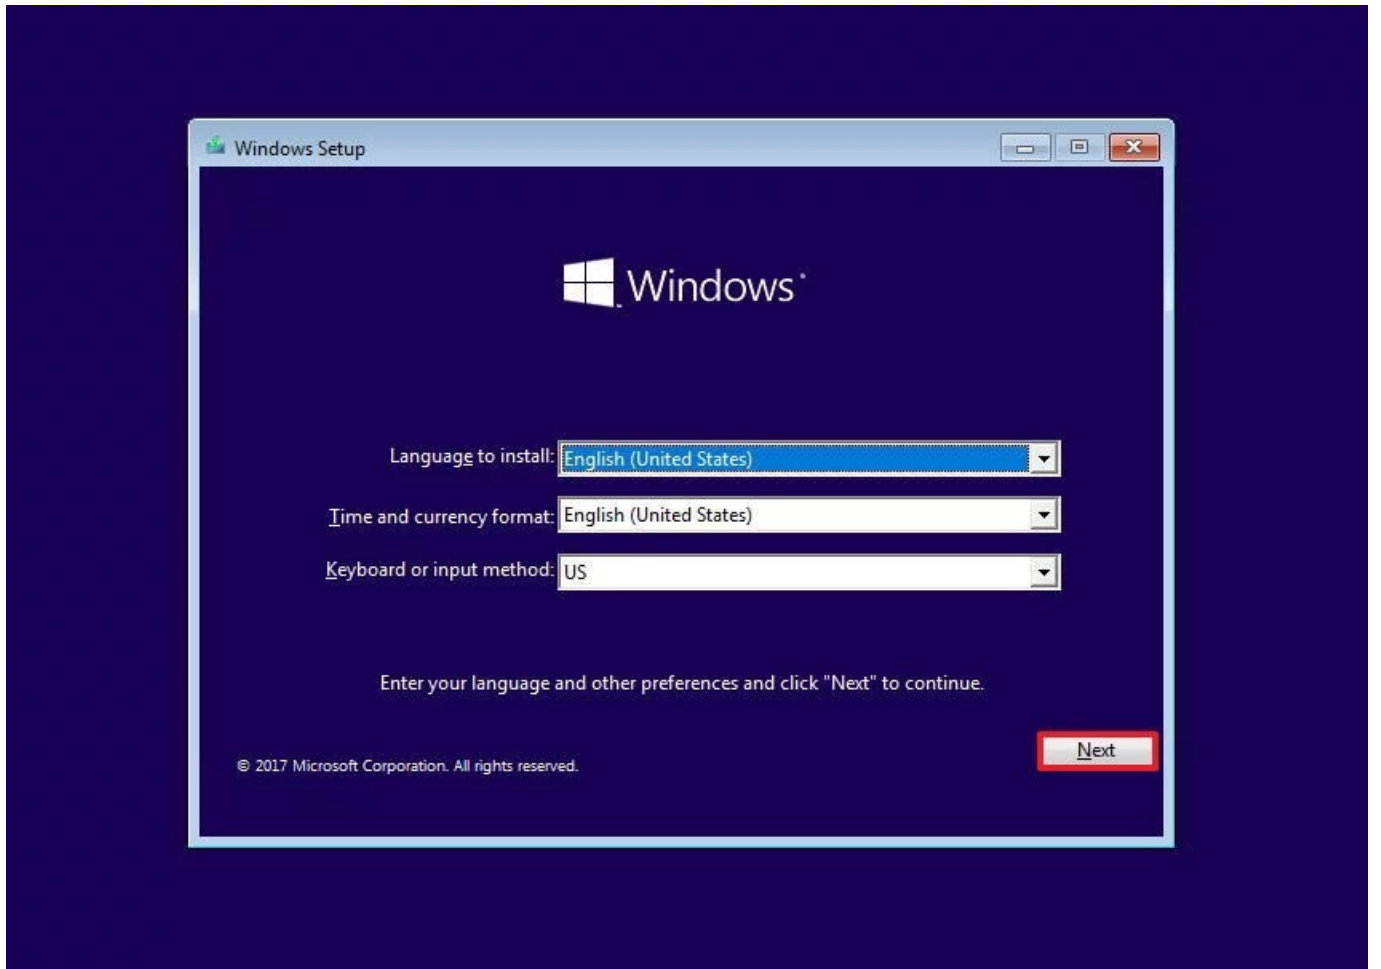 Windows Setup
Windows
Language to install: English (United States)
Time and currency format: English (United States)
Keyboard or input method: US
Enter your language and other preferences and click "Next" to continue.
Next
© 2017 Microsoft Corporation. All rights reserved.